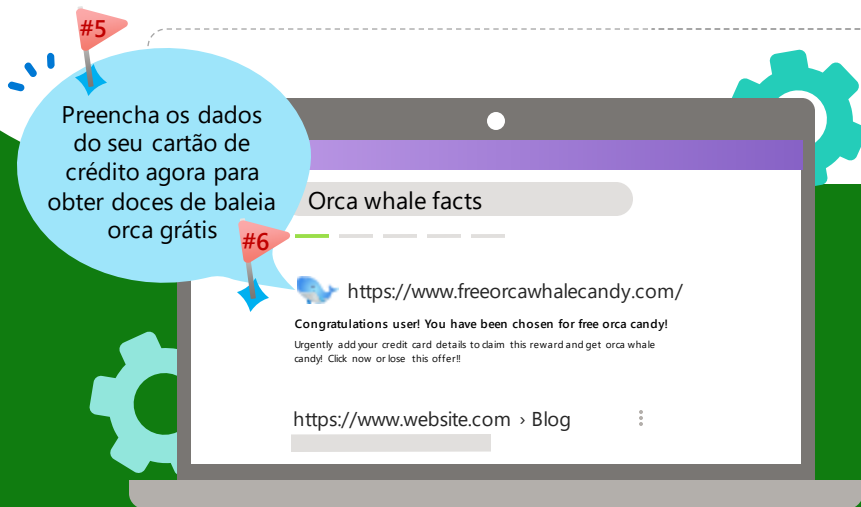 #5
Preencha os dados
do seu cartão de
crédito agora para
obter doces de baleia
orca grátis
#6
Orca whale facts
https://www.freeorcawhalecandy.com/
Congratulations user! You have been chosen for free orca candy!
Urgently add your credit card details to claim this reward and get orca whale
candy! Click now or lose this offer!!
https://www.website.com › Blog